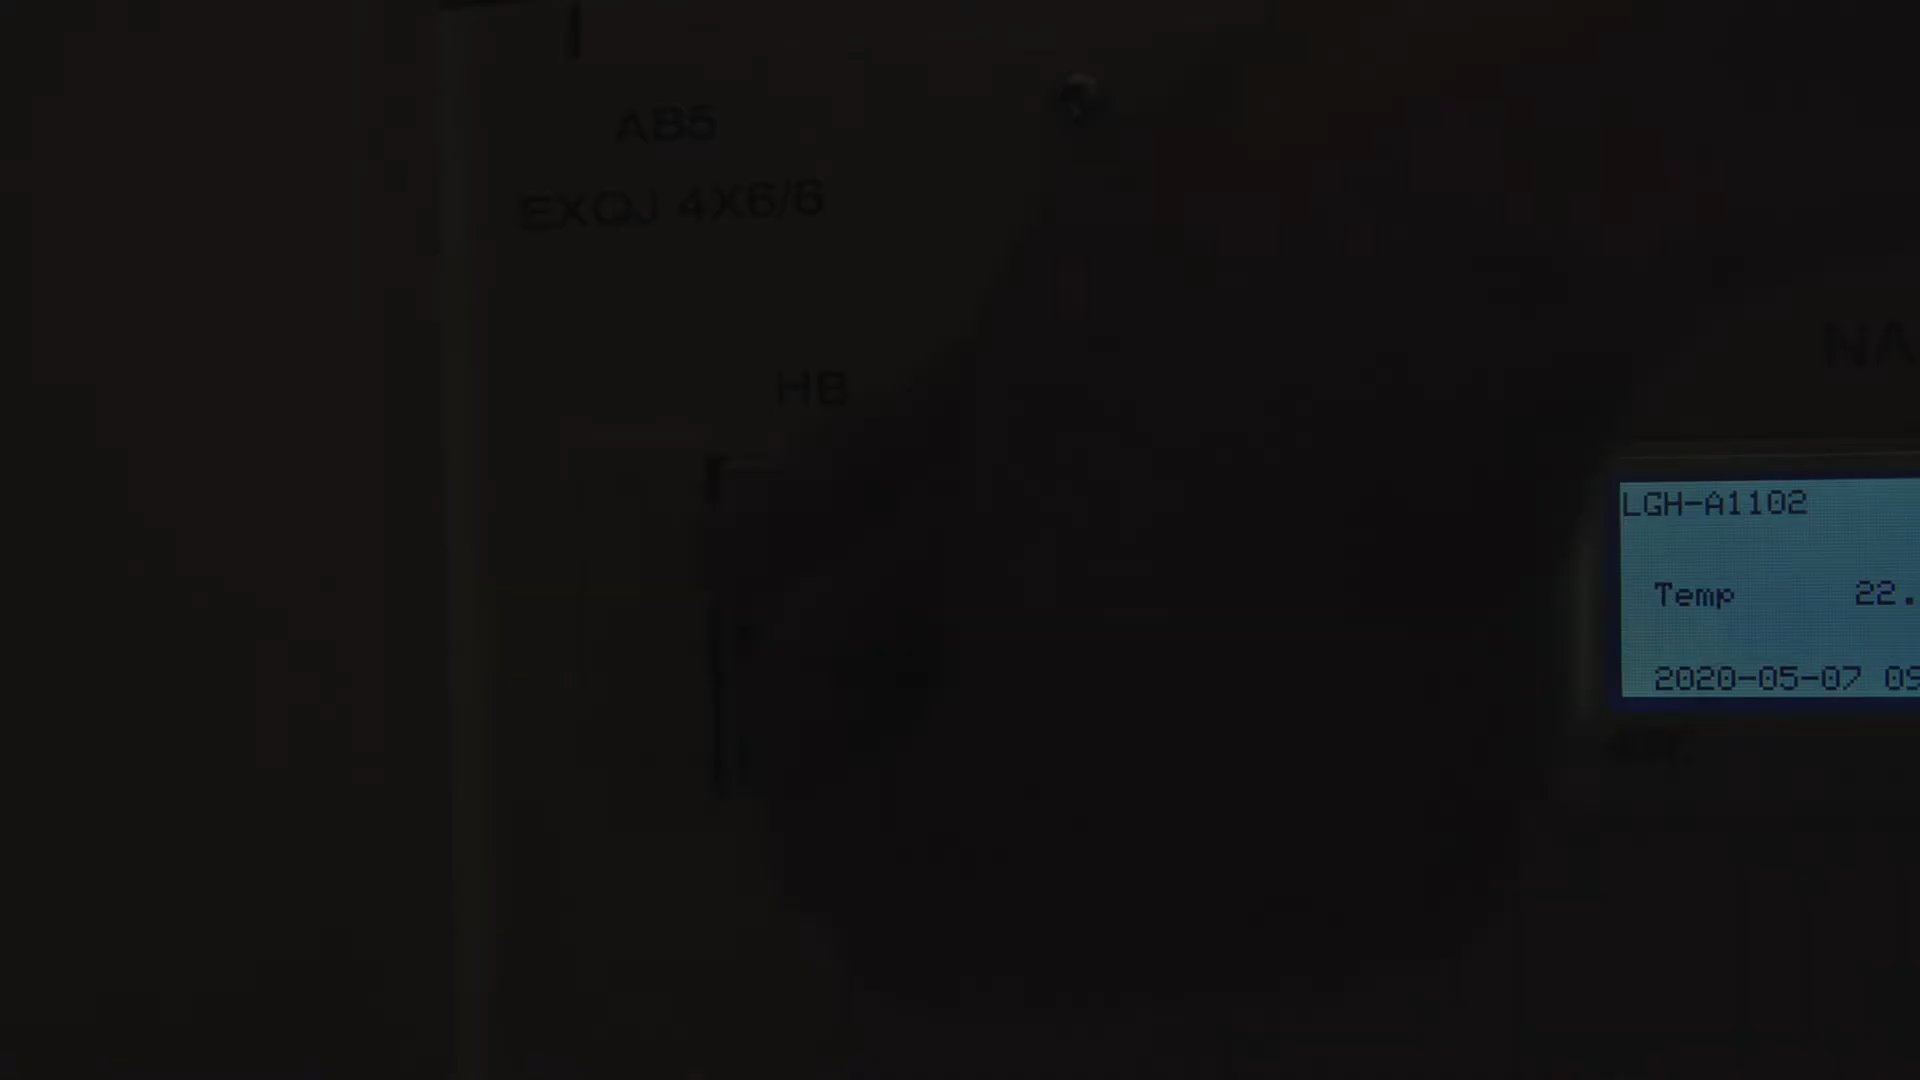 AB5
EXQJ 4X6/6
HB
NA
LGH-A1102
Temp 22.
2020-05-07 09